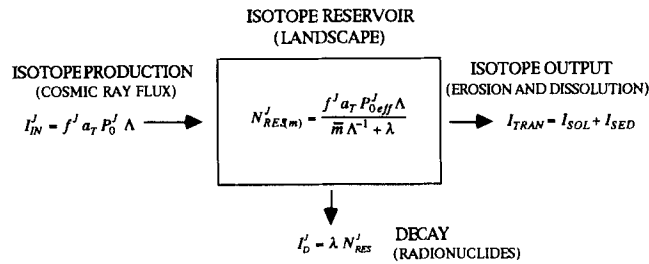 ISOTOPE RESERVOIR
(LANDSCAPE)
ISOTOPE PRODUCTION
(COSMIC RAY FLUX)
I^J_IN = f^J a_T P^J_0 Λ
N^J_RES(m) = f^J a_T P^J_0eff Λ / (m̅ Λ^-1 + λ)
ISOTOPE OUTPUT
(EROSION AND DISSOLUTION)
I_TRAN = I_SOL + I_SED
I^J_D = λ N^J_RES
DECAY
(RADIONUCLIDES)